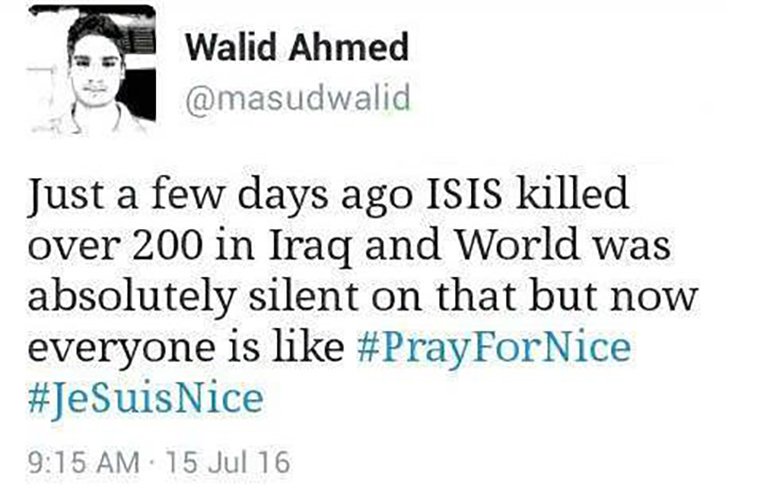 Walid Ahmed
@masudwalid
Just a few days ago ISIS killed
over 200 in Iraq and World was
absolutely silent on that but now
everyone is like #PrayForNice
#JeSuisNice
9:15 AM · 15 Jul 16